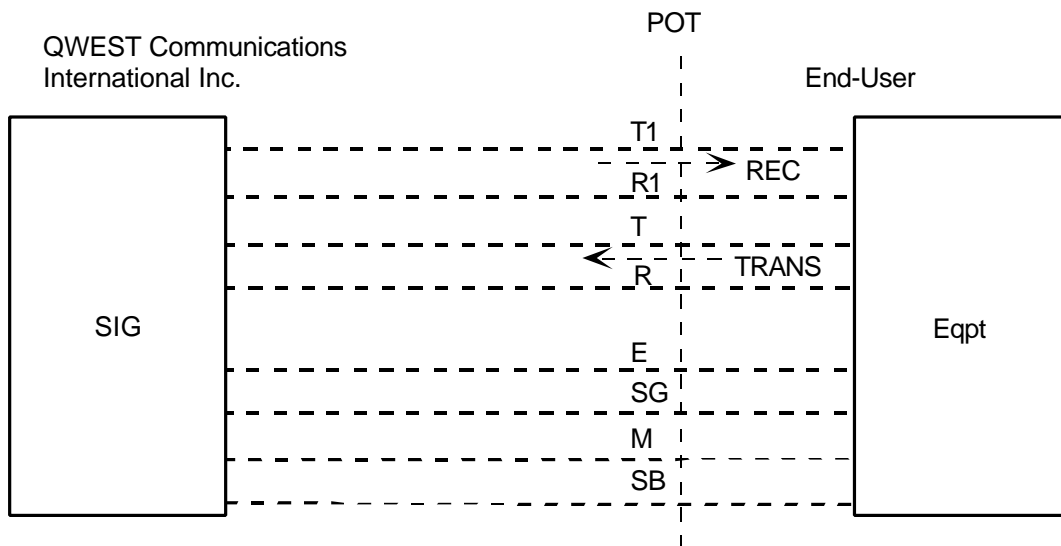 POT
QWEST Communications
International Inc.
End-User
T1
REC
R1
T
TRANS
R
SIG
Eqpt
E
SG
M
SB